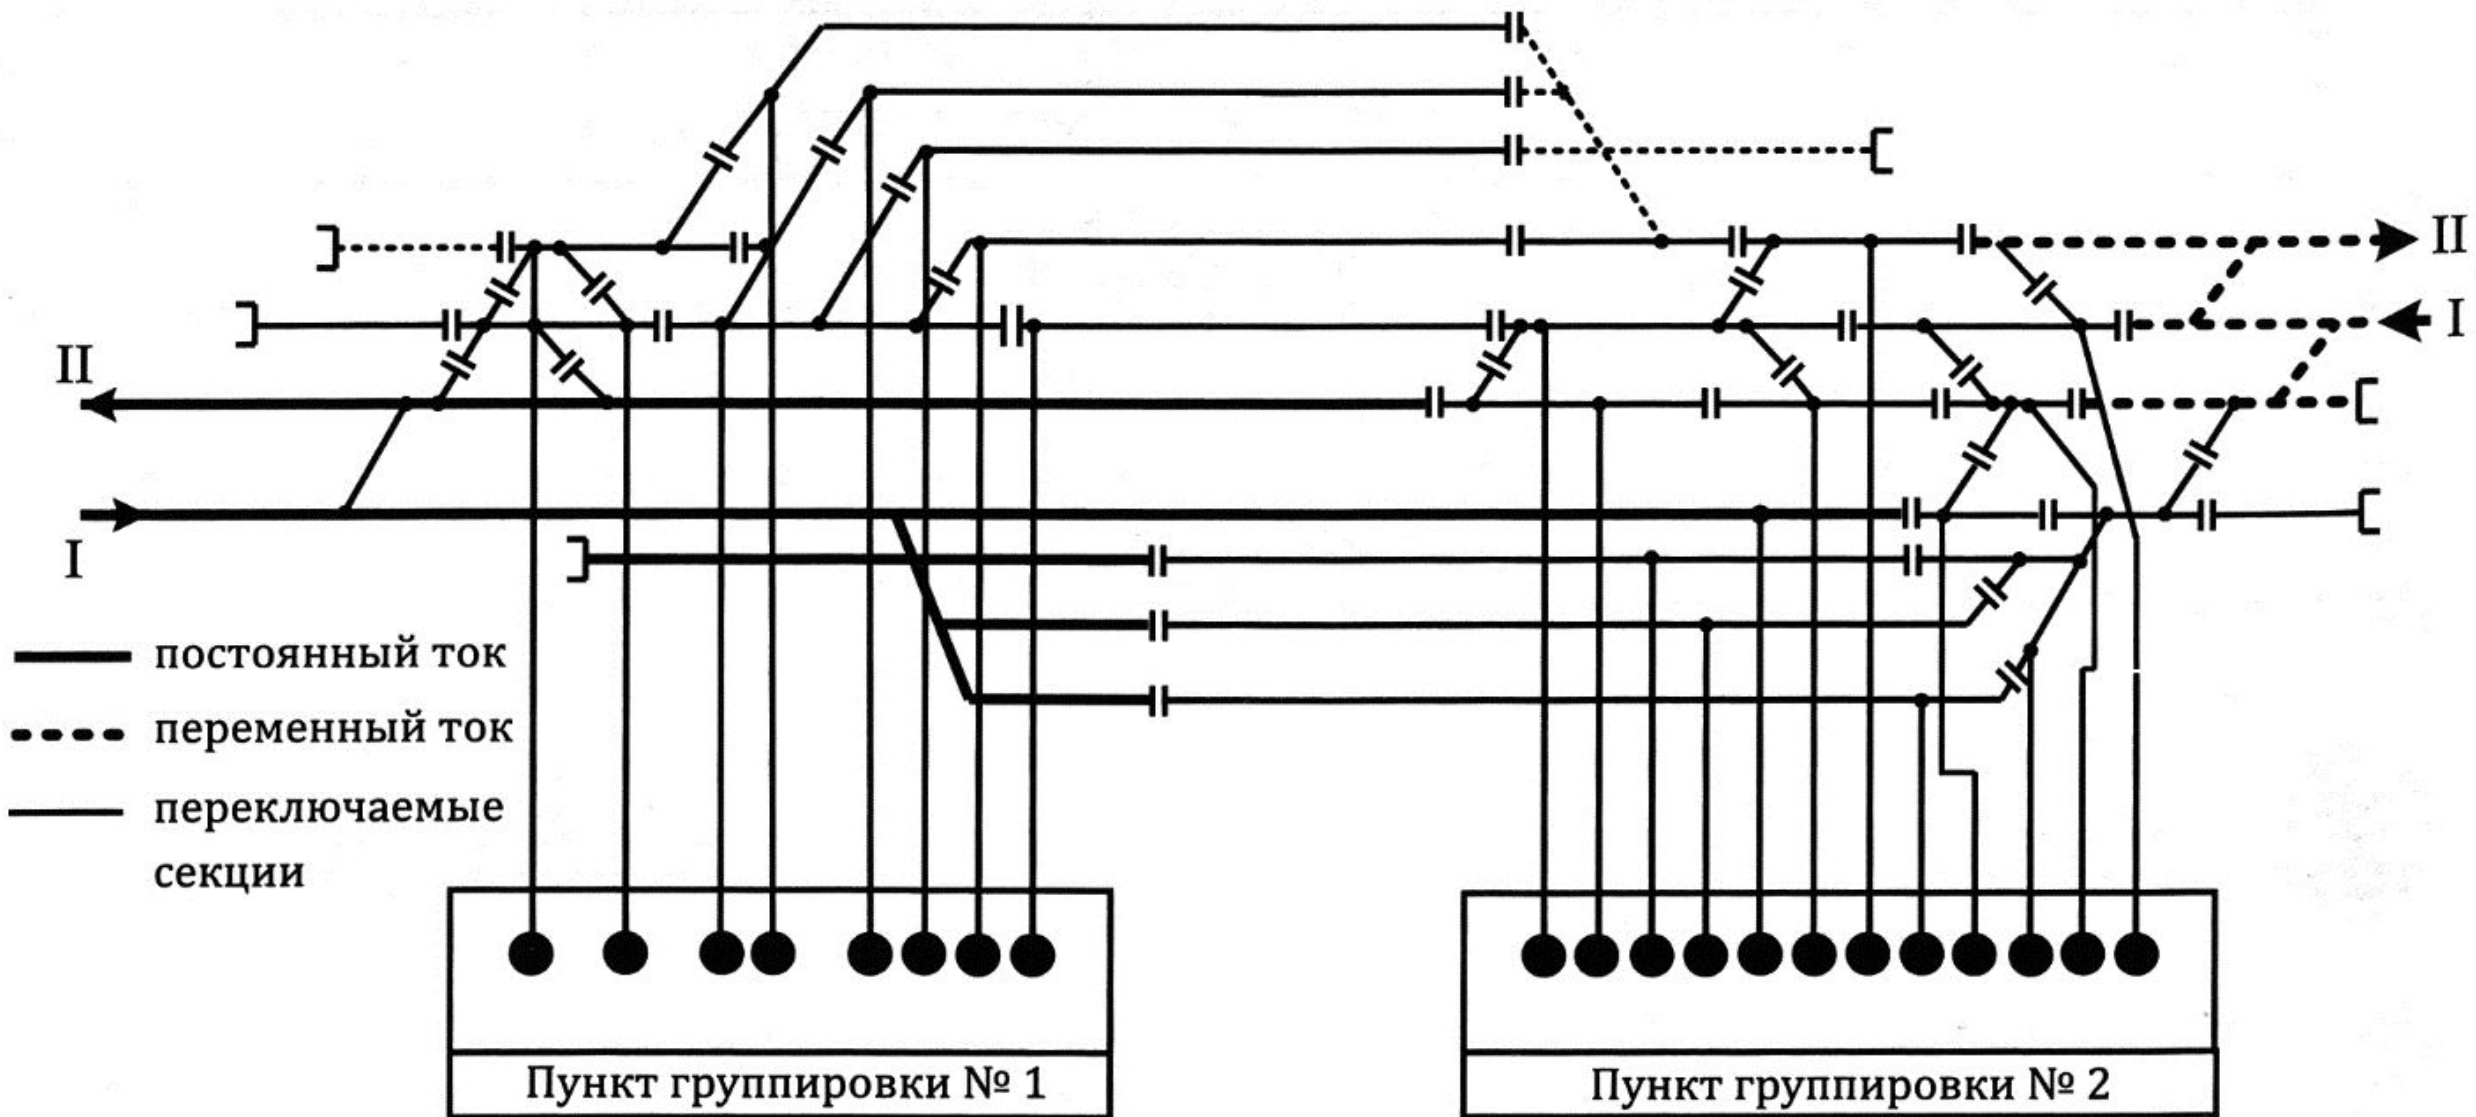 II
I
II
I
постоянный ток
переменный ток
переключаемые
секции
Пункт группировки № 1
Пункт группировки № 2